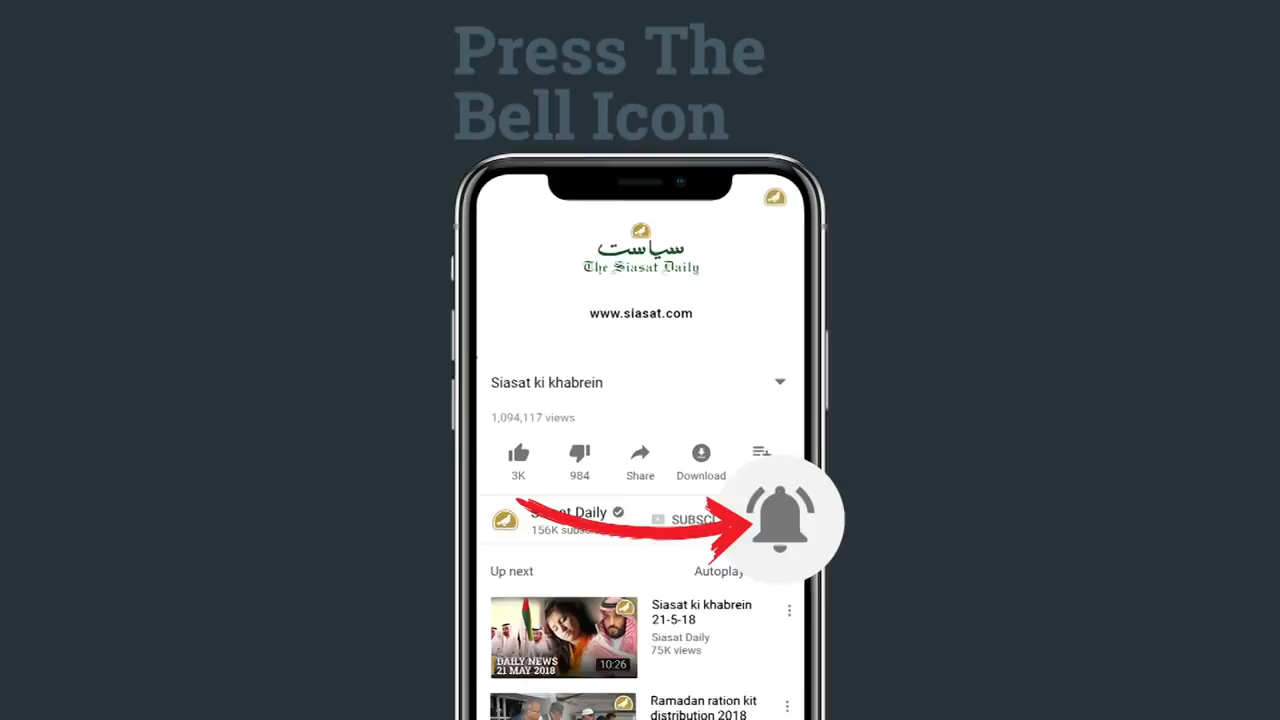 Press The
Bell Icon
سیاست
The Siasat Daily
www.siasat.com
Siasat ki khabrein
1,094,117 views
3K
984
Share
Download
Daily
156K
Up next
Autoplay
Siasat ki khabrein
21-5-18
Siasat Daily
75K views
DAILY NEWS
21 MAY 2018
10:26
Ramadan ration kit
distribution 2018